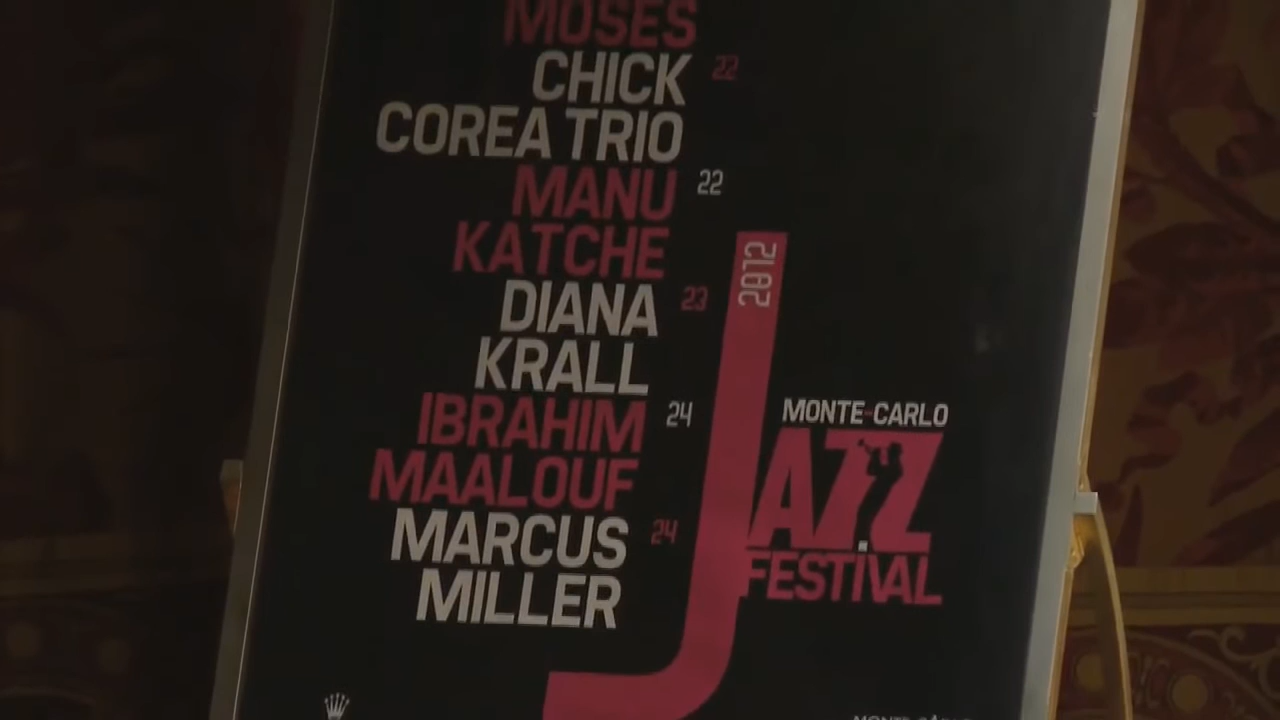 MOSES
CHICK 22
COREA TRIO
MANU 22
KATCHE
DIANA 23
KRALL
IBRAHIM 24
MAALOUF
MARCUS 24
MILLER
2012
MONTE-CARLO
JAZZ
FESTIVAL